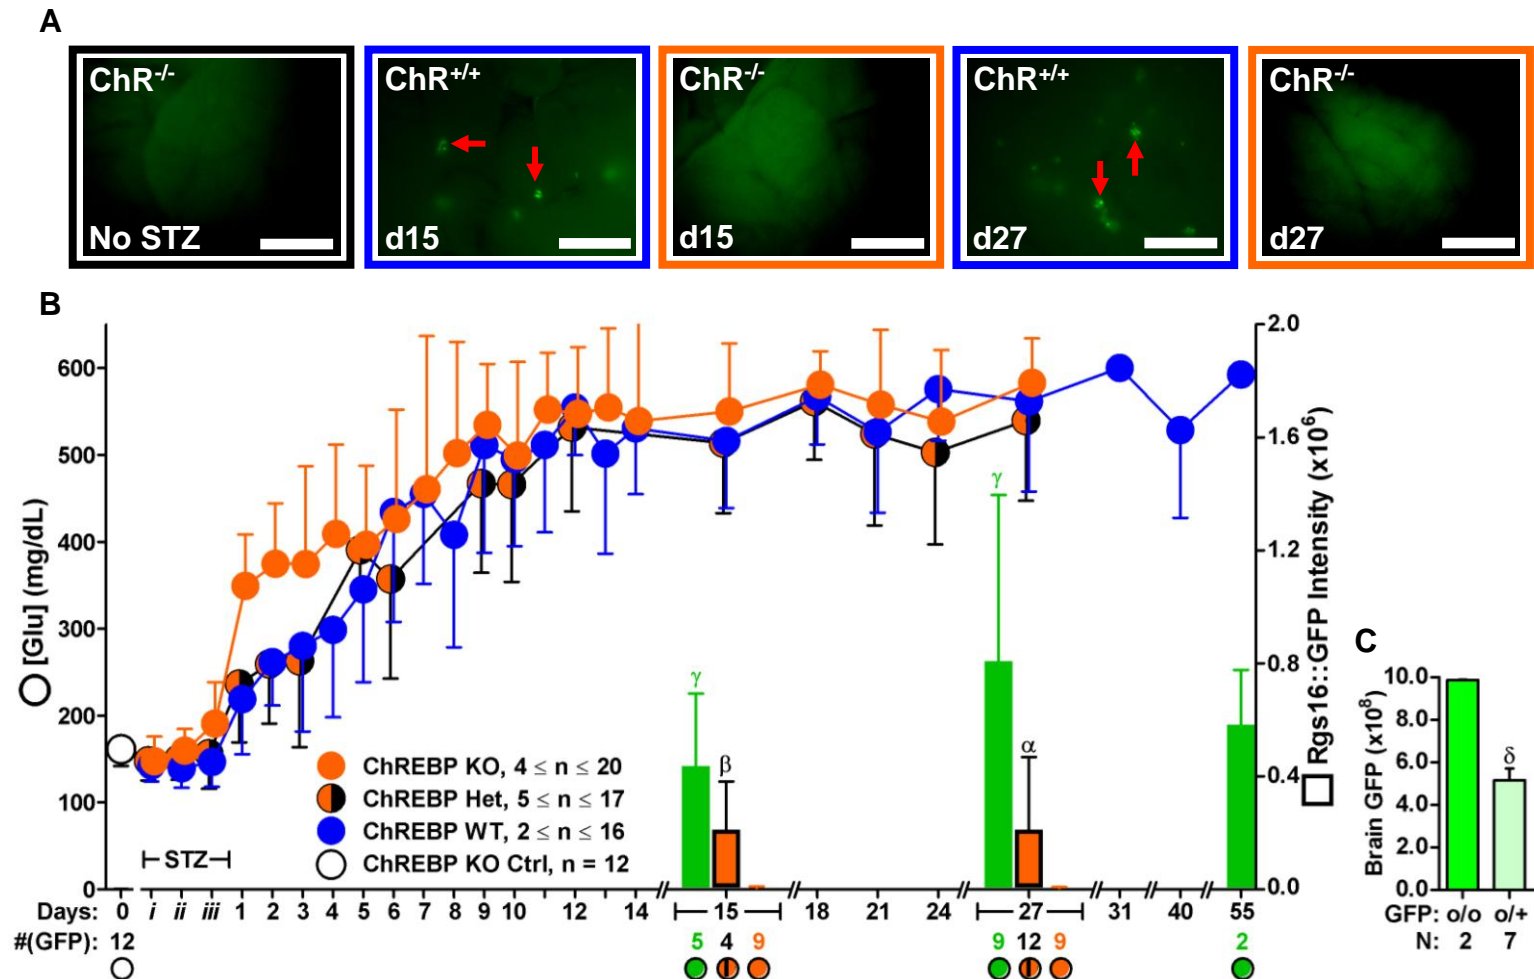 A
ChR-/-
No STZ
ChR+/+
d15
ChR-/-
d15
ChR+/+
d27
ChR-/-
d27
B
[Glu] (mg/dL)
600
500
400
300
200
100
0
γ
β
γ
α
ChREBP KO, 4 ≤ n ≤ 20
ChREBP Het, 5 ≤ n ≤ 17
ChREBP WT, 2 ≤ n ≤ 16
ChREBP KO Ctrl, n = 12
STZ
Days: 0 i ii iii 1 2 3 4 5 6 7 8 9 10 12 14 15 18 21 24 27 31 40 55
#(GFP): 12 5 4 9 9 12 9 2
2.0
1.6
1.2
0.8
0.4
0.0
Rgs16::GFP Intensity (x10^6)
C
Brain GFP (x10^8)
10.0
8.0
6.0
4.0
2.0
0.0
δ
GFP: o/o o/+
N: 2 7